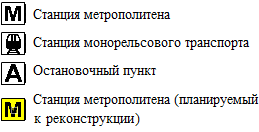 М Станция метрополитена
Станция монорельсового транспорта
А Остановочный пункт
М Станция метрополитена (планируемый
к реконструкции)